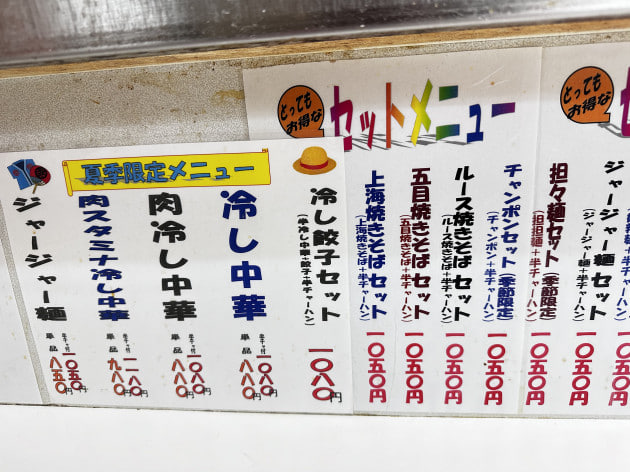 とっても
お得な
ジャージャー麺セット
(ジャージャー麺+半チャーハン)
一〇五〇円
担々麺セット
(担担麺+半チャーハン)
一〇五〇円
とっても
お得な
セットメニュー
チャンポンセット(季節限定)
(チャンポン+半チャーハン)
一〇五〇円
ルース焼きそばセット
(ルース焼きそば+半チャーハン)
一〇五〇円
五目焼きそばセット
(五目焼きそば+半チャーハン)
一〇五〇円
上海焼きそばセット
(上海焼きそば+半チャーハン)
一〇五〇円
夏季限定メニュー
冷し餃子セット
(半冷し中華+餃子+半チャーハン)
一〇八〇円
冷し中華
半チャ付
単品
肉冷し中華
半チャ付 一〇八〇円
単品 八八〇円
肉スタミナ冷し中華
半チャ付 一一八〇円
単品 九八〇円
ジャージャー麺
半チャ付 一〇五〇円
単品 八五〇円